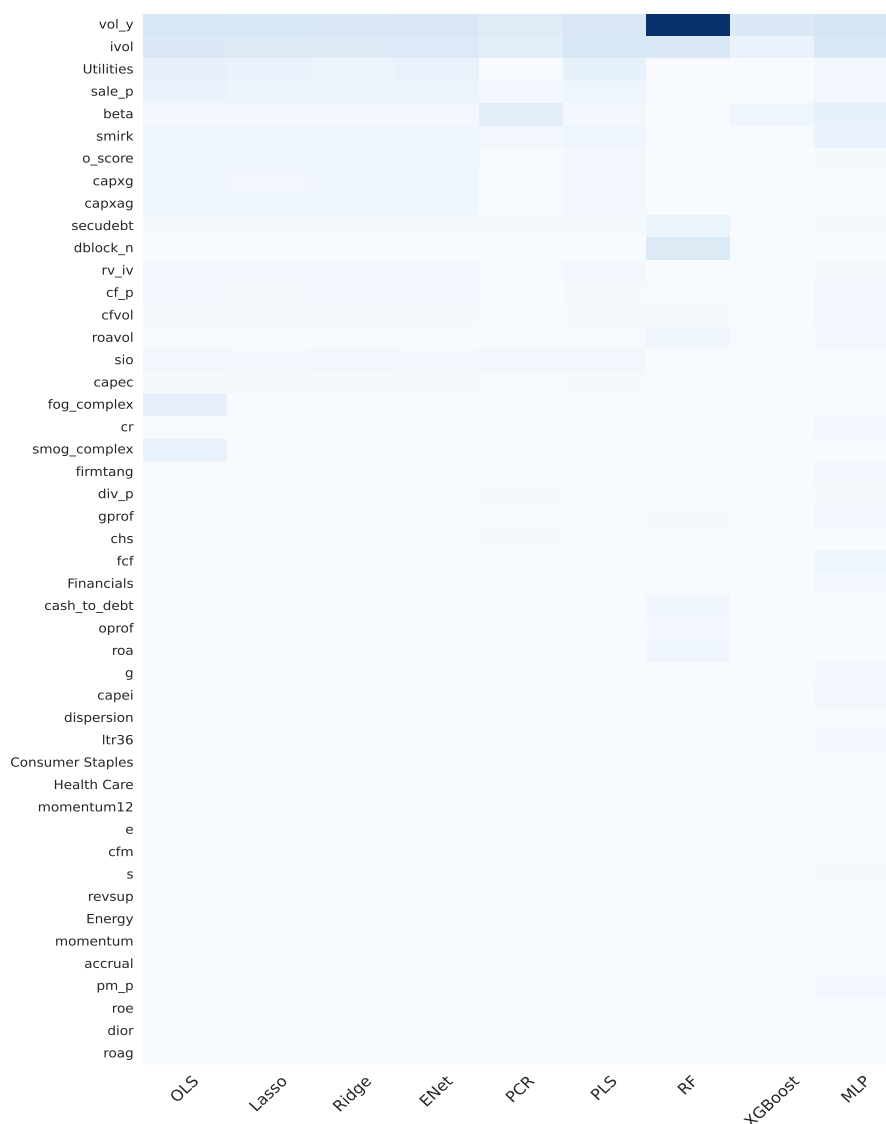 vol_y
ivol
Utilities
sale_p
beta
smirk
o_score
capxg
capxag
secudebt
dblock_n
rv_iv
cf_p
cfvol
roavol
sio
capec
fog_complex
cr
smog_complex
firmtang
div_p
gprof
chs
fcf
Financials
cash_to_debt
oprof
roa
g
capei
dispersion
ltr36
Consumer Staples
Health Care
momentum12
e
cfm
s
revsup
Energy
momentum
accrual
pm_p
roe
dior
roag
OLS Lasso Ridge ENet PCR PLS RF XGBoost MLP